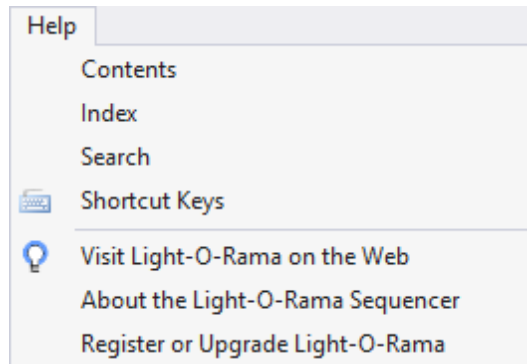 Help
Contents
Index
Search
Shortcut Keys
Visit Light-O-Rama on the Web
About the Light-O-Rama Sequencer
Register or Upgrade Light-O-Rama